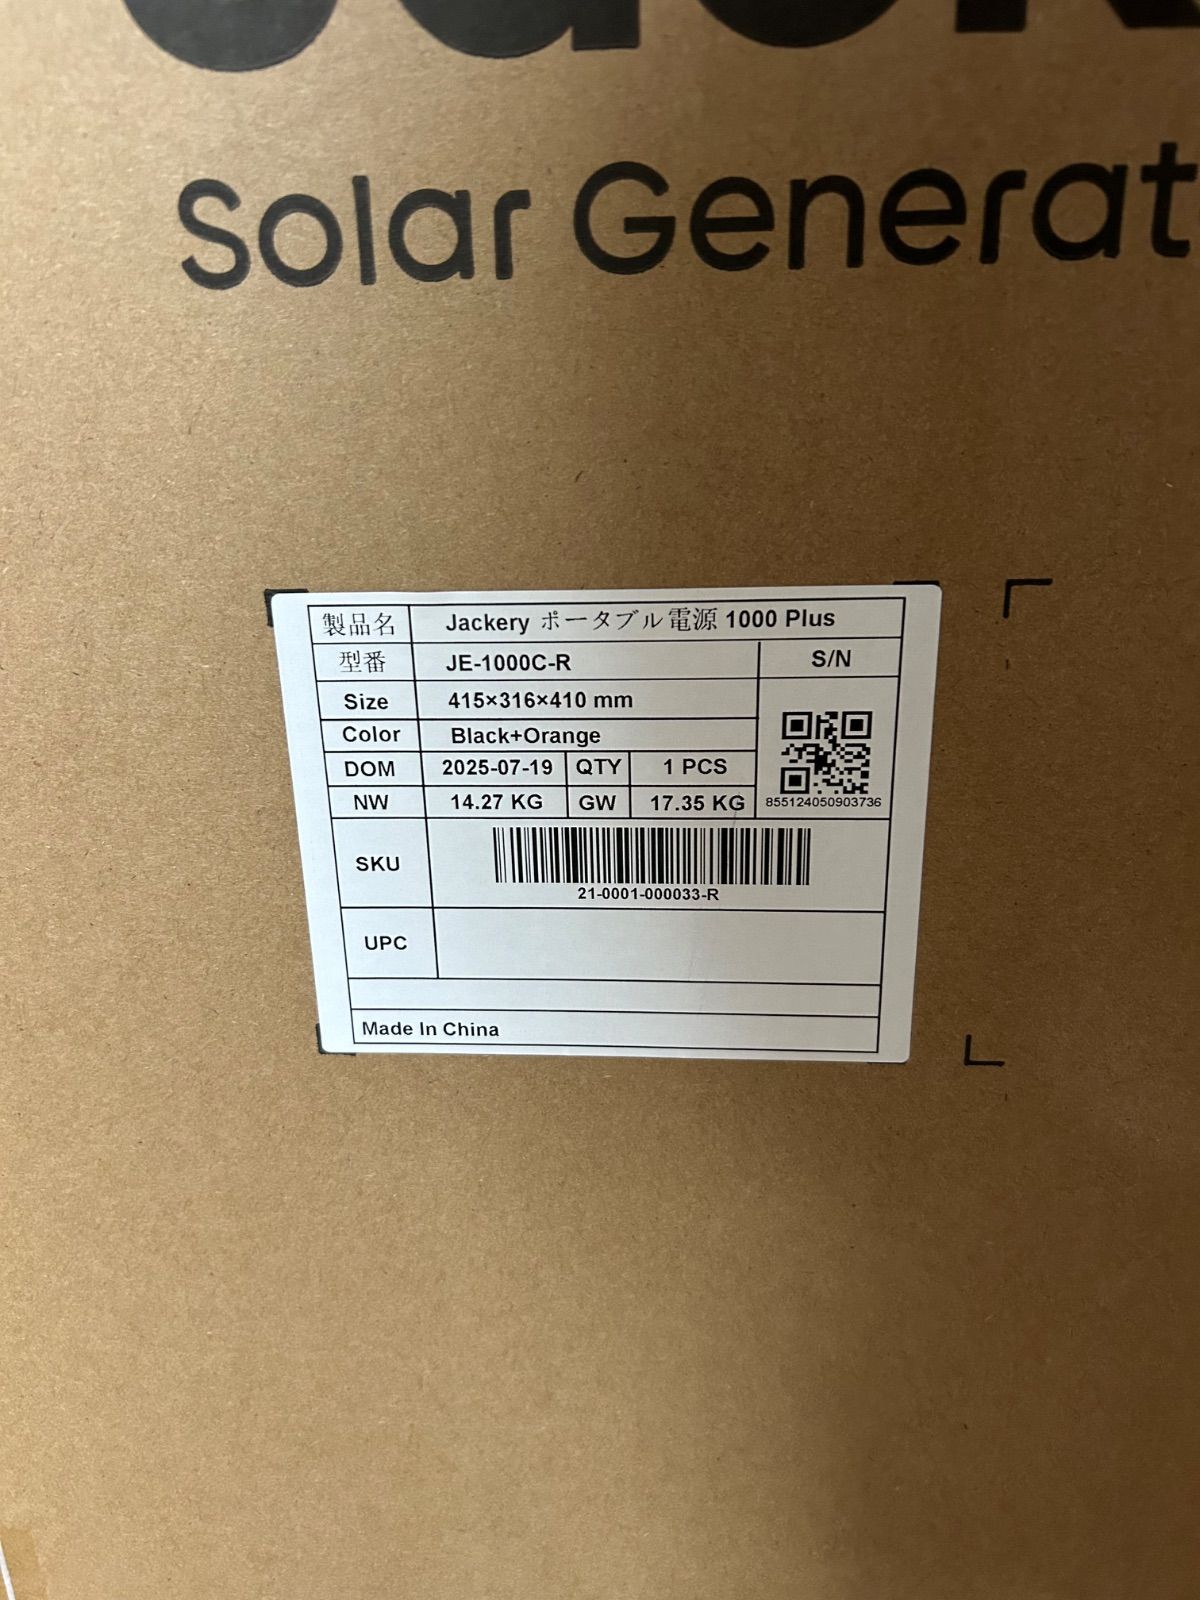 Solar Generat
製品名 Jackery ポータブル電源 1000 Plus
型番 JE-1000C-R S/N
Size 415×316×410 mm
Color Black+Orange
DOM 2025-07-19 QTY 1 PCS
NW 14.27 KG GW 17.35 KG
855124050903736
SKU
21-0001-000033-R
UPC
Made In China